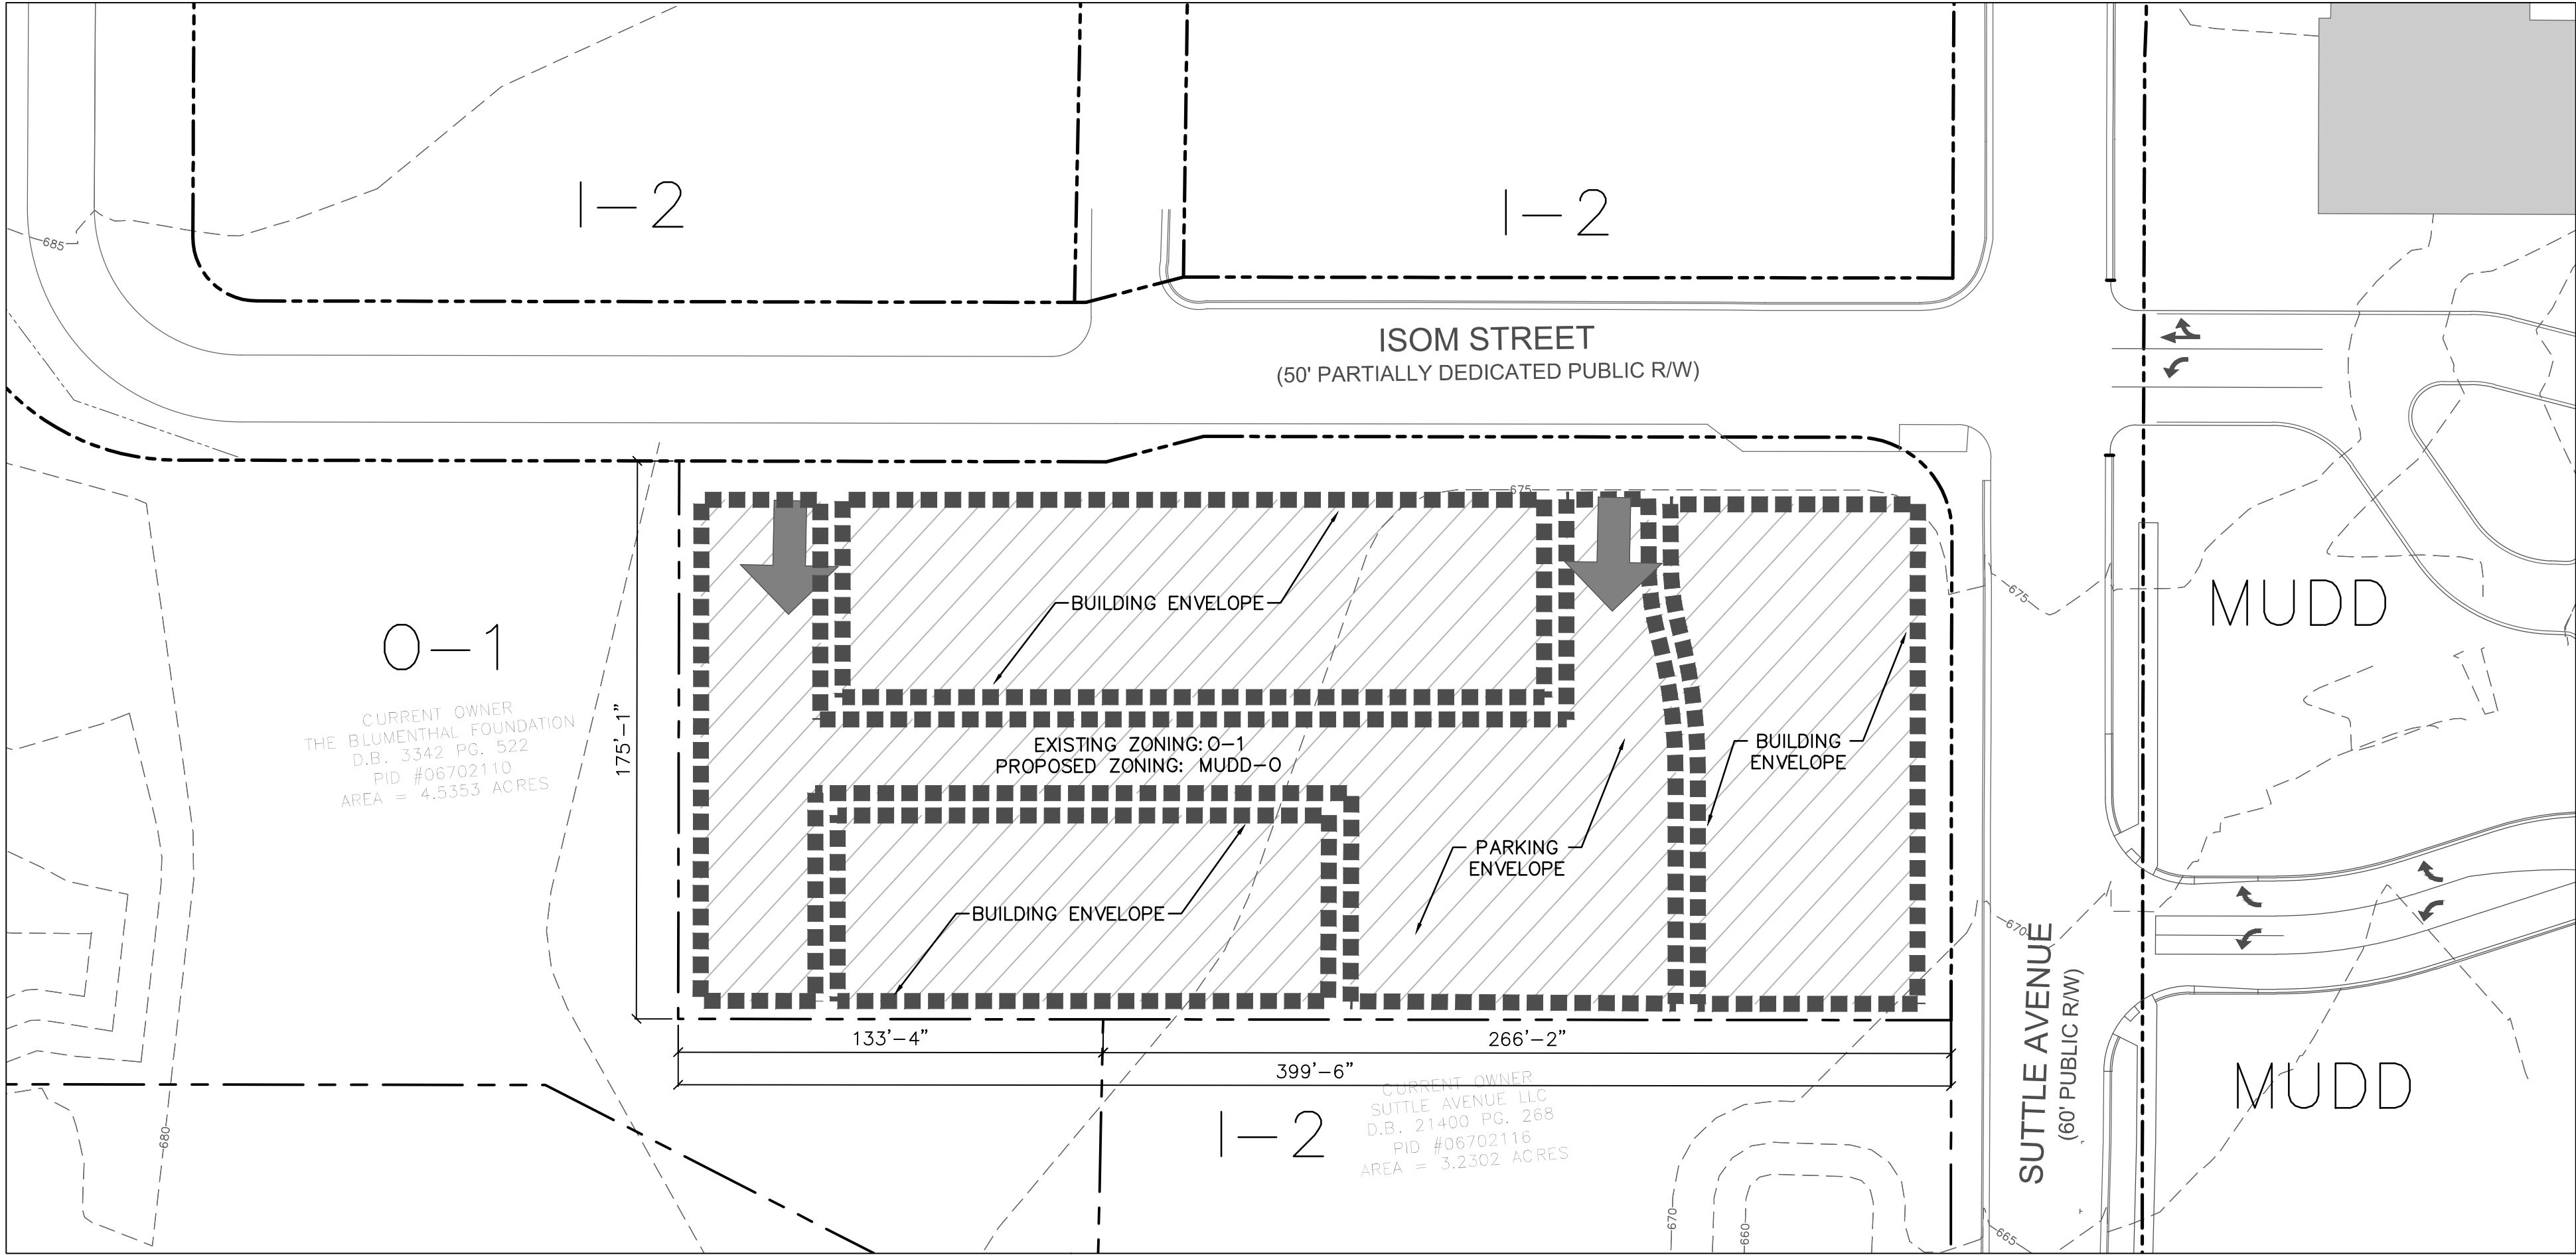 I-2
I-2
685
ISOM STREET
(50' PARTIALLY DEDICATED PUBLIC R/W)
675
BUILDING ENVELOPE
675
MUDD
O-1
CURRENT OWNER
THE BLUMENTHAL FOUNDATION
D.B. 3342 PG. 522
PID #06702110
AREA = 4.5353 ACRES
175'-1"
EXISTING ZONING: O-1
PROPOSED ZONING: MUDD-O
BUILDING
ENVELOPE
PARKING
ENVELOPE
BUILDING ENVELOPE
670
SUTTLE AVENUE
(60' PUBLIC R/W)
133'-4"
266'-2"
399'-6"
CURRENT OWNER
SUTTLE AVENUE LLC
D.B. 21400 PG. 268
PID #06702116
AREA = 3.2302 ACRES
I-2
MUDD
680
670
660
665